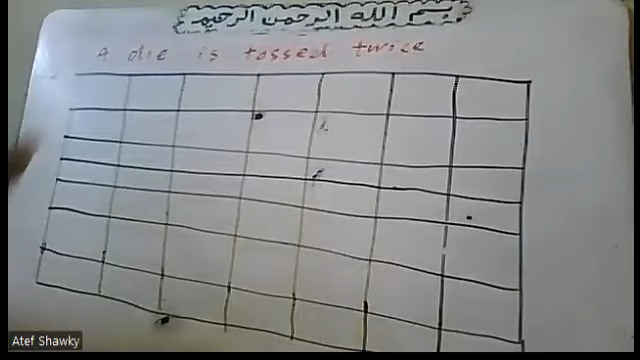 بسم الله الرحمن الرحيم
A die is tossed twice
Atef Shawky